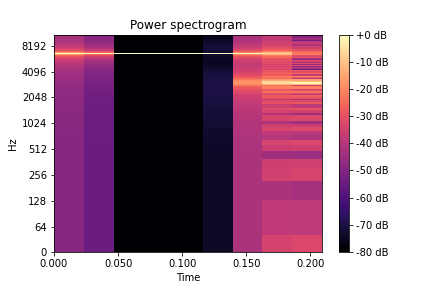 Power spectrogram
Hz
8192
4096
2048
1024
512
256
128
64
0
0.000 0.050 0.100 0.150 0.200
Time
+0 dB
-10 dB
-20 dB
-30 dB
-40 dB
-50 dB
-60 dB
-70 dB
-80 dB